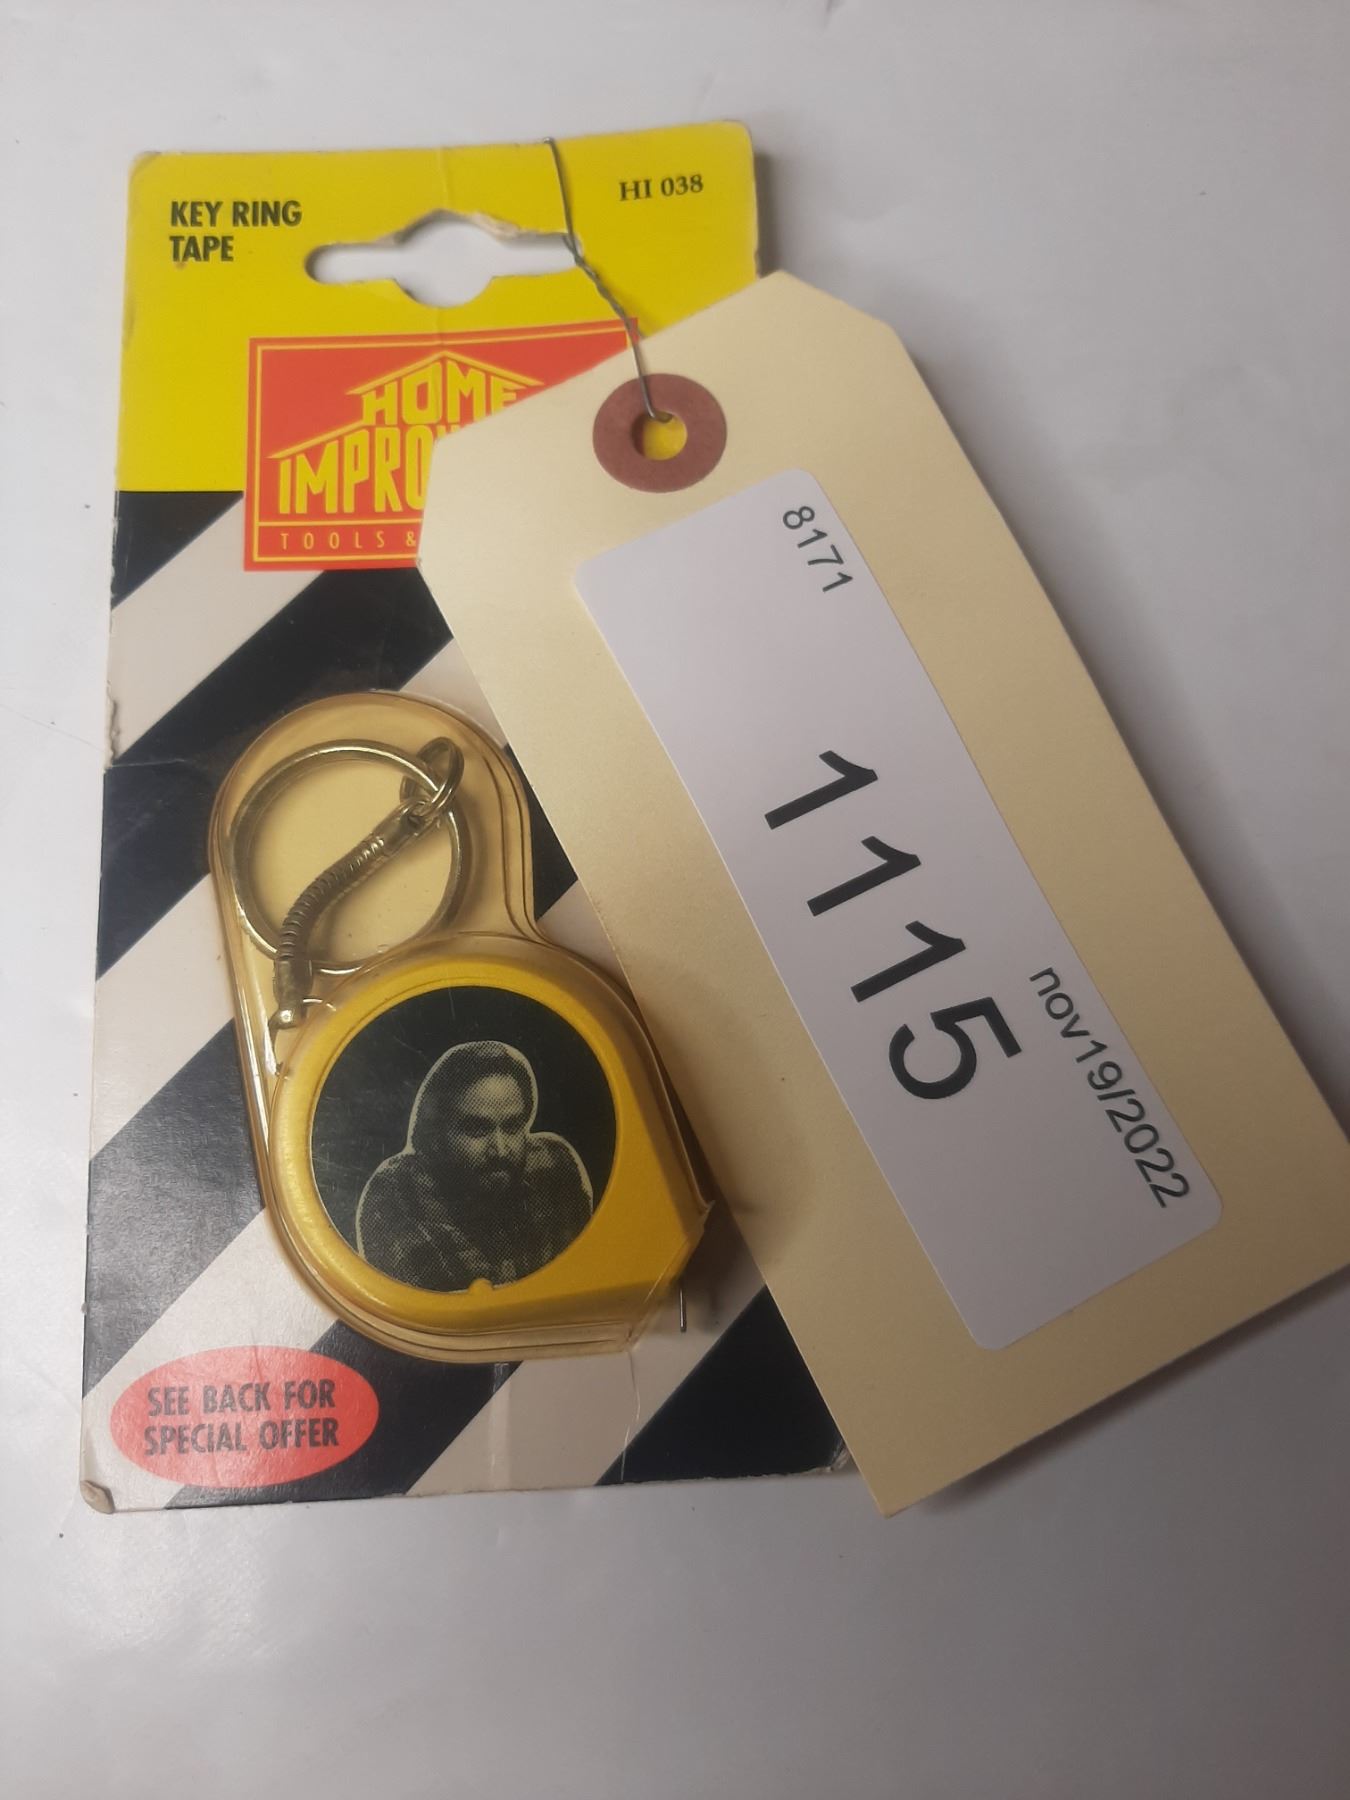 KEY RING
TAPE
HI 038
HOME
IMPRO
TOOLS &
8171
1115
nov19/2022
SEE BACK FOR
SPECIAL OFFER